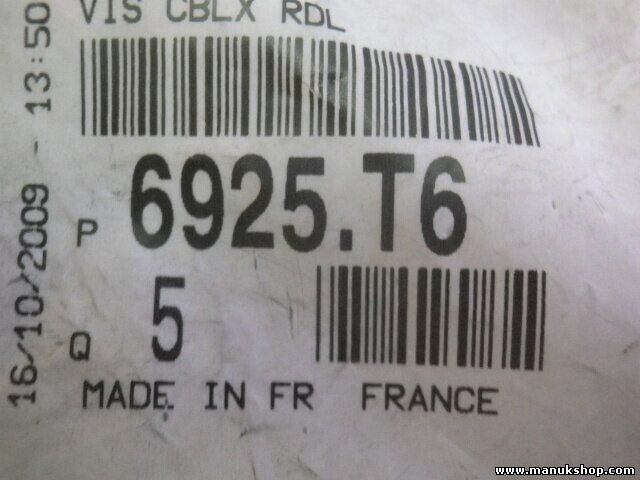 VIS CBLX RDL
P 6925.T6
Q 5
MADE IN FR FRANCE
16/10/2009 - 13:50
www.manukshop.com